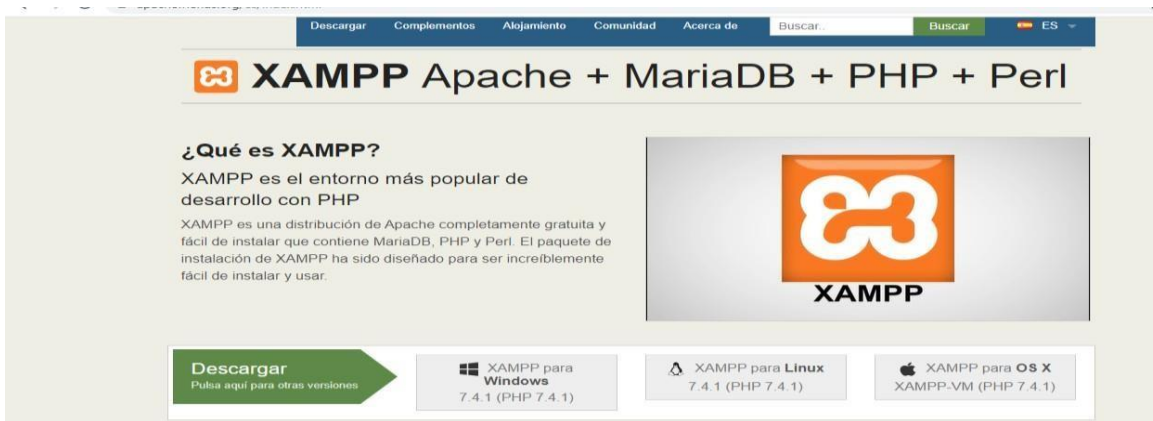 Descargar Complementos Alojamiento Comunidad Acerca de Buscar... Buscar ES
XAMPP Apache + MariaDB + PHP + Perl
¿Qué es XAMPP?
XAMPP es el entorno más popular de
desarrollo con PHP
XAMPP es una distribución de Apache completamente gratuita y
fácil de instalar que contiene MariaDB, PHP y Perl. El paquete de
instalación de XAMPP ha sido diseñado para ser increíblemente
fácil de instalar y usar.
XAMPP
Descargar
Pulsa aquí para otras versiones
XAMPP para
Windows
7.4.1 (PHP 7.4.1)
XAMPP para Linux
7.4.1 (PHP 7.4.1)
XAMPP para OS X
XAMPP-VM (PHP 7.4.1)